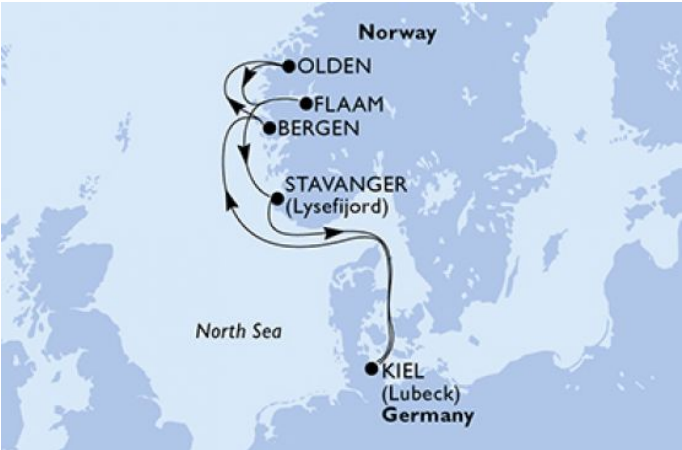 Norway
OLDEN
FLAAM
BERGEN
STAVANGER
(Lysefijord)
North Sea
KIEL
(Lubeck)
Germany